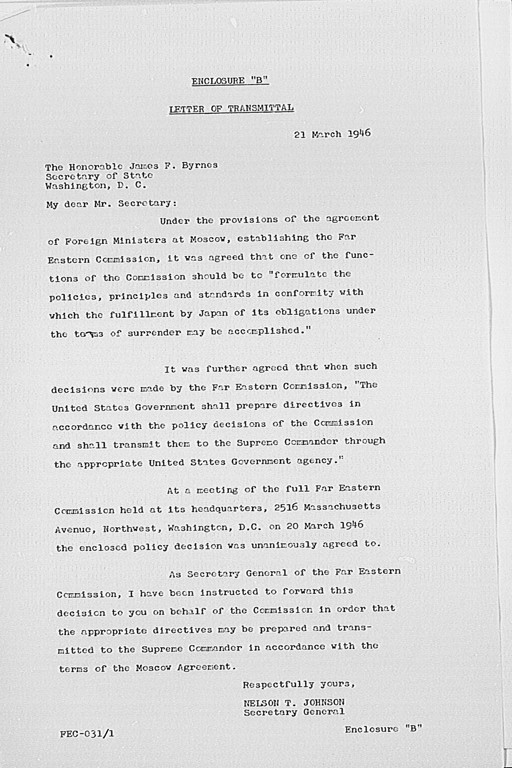 ENCLOSURE "B"
LETTER OF TRANSMITTAL
21 March 1946
The Honorable James F. Byrnes
Secretary of State
Washington, D. C.
My dear Mr. Secretary:
Under the provisions of the agreement
of Foreign Ministers at Moscow, establishing the Far
Eastern Commission, it was agreed that one of the func-
tions of the Commission should be to "formulate the
policies, principles and standards in conformity with
which the fulfillment by Japan of its obligations under
the terms of surrender may be accomplished."
It was further agreed that when such
decisions were made by the Far Eastern Commission, "The
United States Government shall prepare directives in
accordance with the policy decisions of the Commission
and shall transmit them to the Supreme Commander through
the appropriate United States Government agency."
At a meeting of the full Far Eastern
Commission held at its headquarters, 2516 Massachusetts
Avenue, Northwest, Washington, D.C. on 20 March 1946
the enclosed policy decision was unanimously agreed to.
As Secretary General of the Far Eastern
Commission, I have been instructed to forward this
decision to you on behalf of the Commission in order that
the appropriate directives may be prepared and trans-
mitted to the Supreme Commander in accordance with the
terms of the Moscow Agreement.
Respectfully yours,
NELSON T. JOHNSON
Secretary General
FEC-031/1
Enclosure "B"